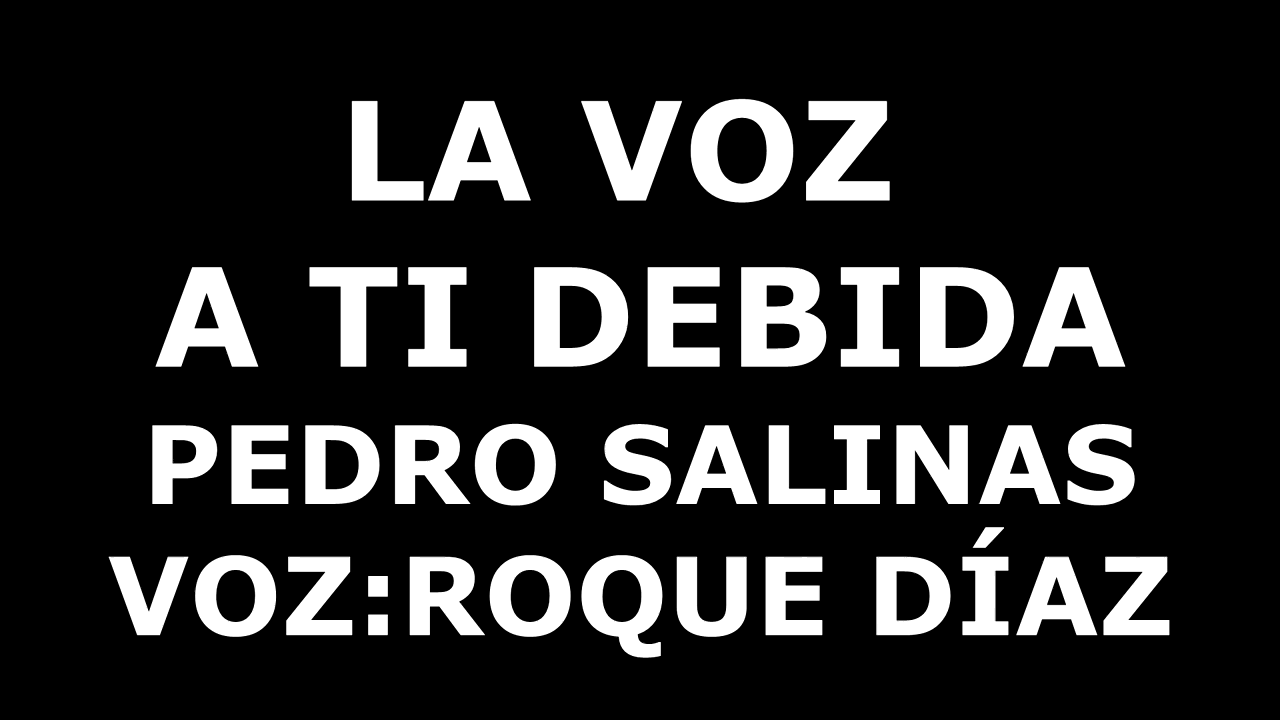 LA VOZ
A TI DEBIDA
PEDRO SALINAS
VOZ:ROQUE DÍAZ